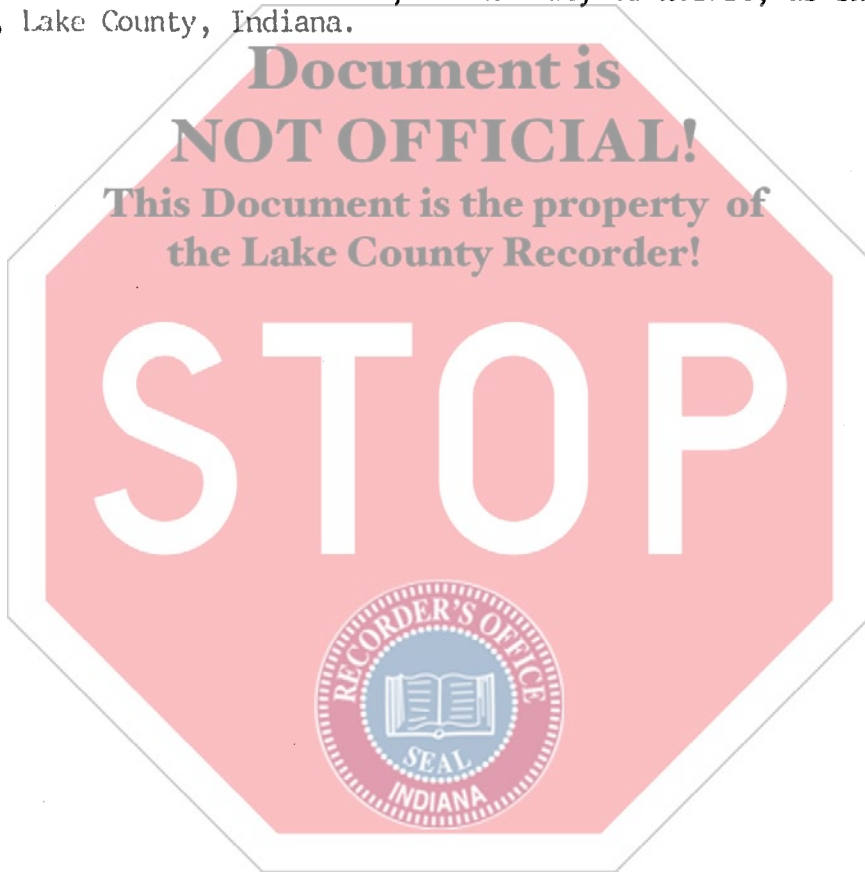 , Lake County, Indiana.
Document is
NOT OFFICIAL!
This Document is the property of
the Lake County Recorder!
STOP
RECORDER'S OFFICE
SEAL
INDIANA